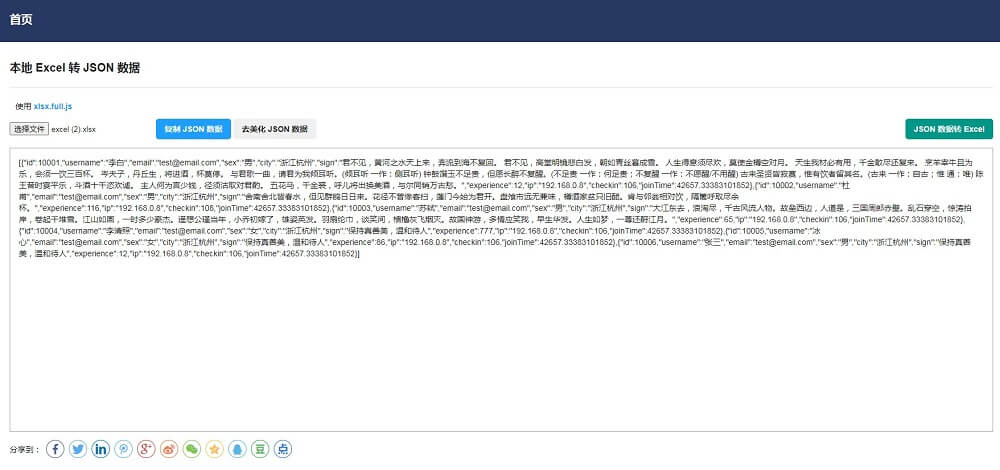 首页
本地 Excel 转 JSON 数据
使用 xlsx.full.js
选择文件 excel (2).xlsx 复制 JSON 数据 去美化 JSON 数据 JSON 数据转 Excel
[{"id":10001,"username":"李白","email":"test@email.com","sex":"男","city":"浙江杭州","sign":"君不见，黄河之水天上来，奔流到海不复回。 君不见，高堂明镜悲白发，朝如青丝暮成雪。 人生得意须尽欢，莫使金樽空对月。 天生我材必有用，千金散尽还复来。 烹羊宰牛且为
乐，会须一饮三百杯。 岑夫子，丹丘生，将进酒，杯莫停。 与君歌一曲，请君为我倾耳听。(倾耳听 一作：侧耳听) 钟鼓馔玉不足贵，但愿长醉不复醒。(不足贵 一作：何足贵；不复醒 一作：不愿醒/不用醒) 古来圣贤皆寂寞，惟有饮者留其名。(古来 一作：自古；惟 通：唯) 陈
王昔时宴平乐，斗酒十千恣欢谑。 主人何为言少钱，径须沽取对君酌。 五花马，千金裘，呼儿将出换美酒，与尔同销万古愁。","experience":12,"ip":"192.168.0.8","checkin":108,"joinTime":42657.33383101852},{"id":10002,"username":"杜
甫","email":"test@email.com","sex":"男","city":"浙江杭州","sign":"舍南舍北皆春水，但见群鸥日日来。花径不曾缘客扫，蓬门今始为君开。盘飧市远无兼味，樽酒家贫只旧醅。肯与邻翁相对饮，隔篱呼取尽余
杯。","experience":116,"ip":"192.168.0.8","checkin":108,"joinTime":42657.33383101852},{"id":10003,"username":"苏轼","email":"test@email.com","sex":"男","city":"浙江杭州","sign":"大江东去，浪淘尽，千古风流人物。故垒西边，人道是，三国周郎赤壁。乱石穿空，惊涛拍
岸，卷起千堆雪。江山如画，一时多少豪杰。遥想公瑾当年，小乔初嫁了，雄姿英发。羽扇纶巾，谈笑间，樯橹灰飞烟灭。故国神游，多情应笑我，早生华发。人生如梦，一尊还酹江月。","experience":65,"ip":"192.168.0.8","checkin":106,"joinTime":42657.33383101852},
{"id":10004,"username":"李清照","email":"test@email.com","sex":"女","city":"浙江杭州","sign":"保持真善美，温和待人","experience":777,"ip":"192.168.0.8","checkin":106,"joinTime":42657.33383101852},{"id":10005,"username":"冰
心","email":"test@email.com","sex":"女","city":"浙江杭州","sign":"保持真善美，温和待人","experience":86,"ip":"192.168.0.8","checkin":106,"joinTime":42657.33383101852},{"id":10006,"username":"张三","email":"test@email.com","sex":"男","city":"浙江杭州","sign":"保持真善
美，温和待人","experience":12,"ip":"192.168.0.8","checkin":106,"joinTime":42657.33383101852}]
分享到：